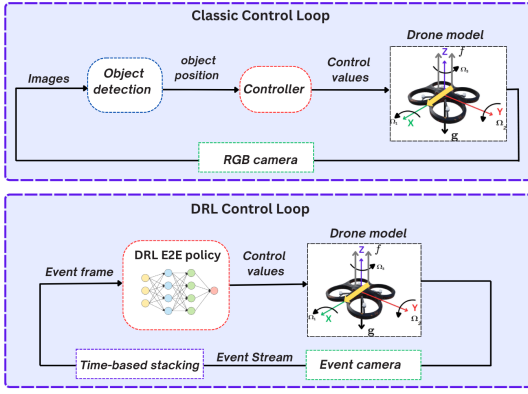 Classic Control Loop
Drone model
Images
Object
detection
object
position
Controller
Control
values
Z
f
Ω₃
Y
X
g
RGB camera
DRL Control Loop
Drone model
Event frame
DRL E2E policy
Control
values
Z
f
Y
X
g
Time-based stacking
Event Stream
Event camera